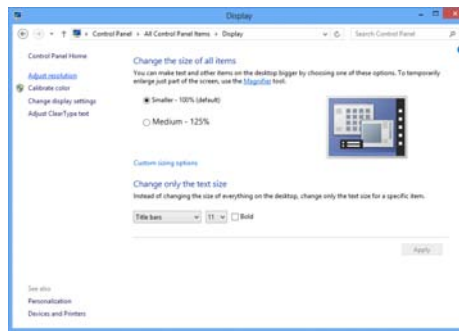 Display
Control Panel ▸ All Control Panel Items ▸ Display
Search Control Panel
Control Panel Home
Adjust resolution
Calibrate color
Change display settings
Adjust ClearType text
Change the size of all items
You can make text and other items on the desktop bigger by choosing one of these options. To temporarily
enlarge just part of the screen, use the Magnifier tool.
Smaller - 100% (default)
Medium - 125%
Custom sizing options
Change only the text size
Instead of changing the size of everything on the desktop, change only the text size for a specific item.
Title bars 11 Bold
Apply
See also
Personalization
Devices and Printers